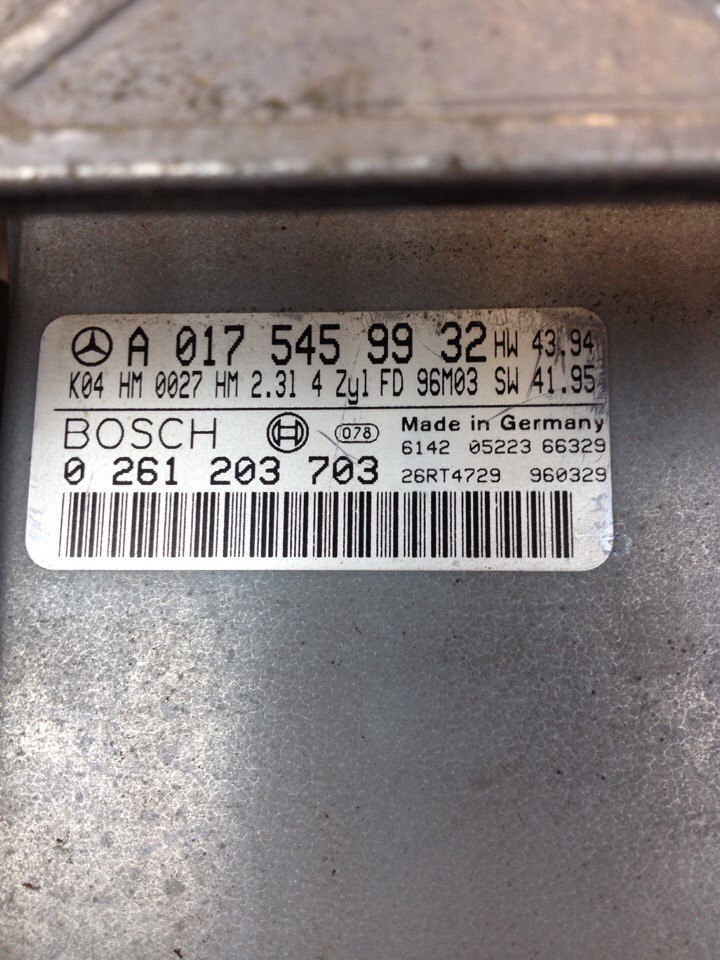 A 017 545 99 32 HW 43.94
K04 HM 0027 HM 2.3l 4 Zyl FD 96M03 SW 41.95
BOSCH 078 Made in Germany
6142 05223 66329
0 261 203 703 26RT4729 960329